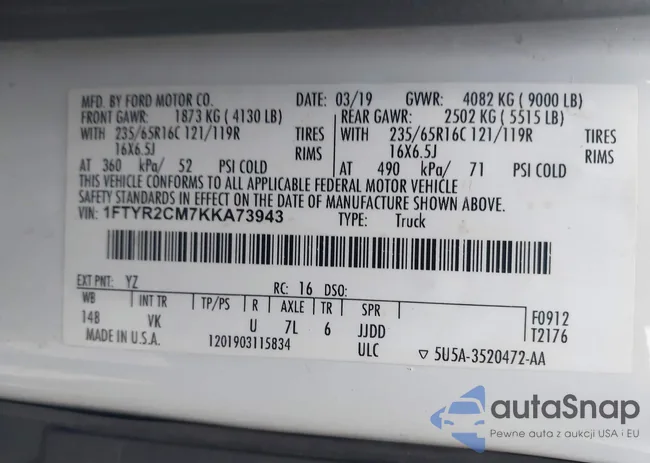 MFD. BY FORD MOTOR CO. DATE: 03/19 GVWR: 4082 KG ( 9000 LB)
FRONT GAWR: 1873 KG ( 4130 LB) REAR GAWR: 2502 KG ( 5515 LB)
WITH 235/65R16C 121/119R TIRES WITH 235/65R16C 121/119R TIRES
16X6.5J RIMS 16X6.5J RIMS
AT 360 kPa/ 52 PSI COLD AT 490 kPa/ 71 PSI COLD
THIS VEHICLE CONFORMS TO ALL APPLICABLE FEDERAL MOTOR VEHICLE
SAFETY STANDARDS IN EFFECT ON THE DATE OF MANUFACTURE SHOWN ABOVE.
VIN: 1FTYR2CM7KKA73943 TYPE: Truck
EXT PNT: YZ RC: 16 DSO:
WB INT TR TP/PS R AXLE TR SPR F0912
148 VK U 7L 6 JJDD T2176
MADE IN U.S.A. 1201903115834 ULC ▽ 5U5A-3520472-AA
autaSnap
Pewne auta z aukcji USA i EU